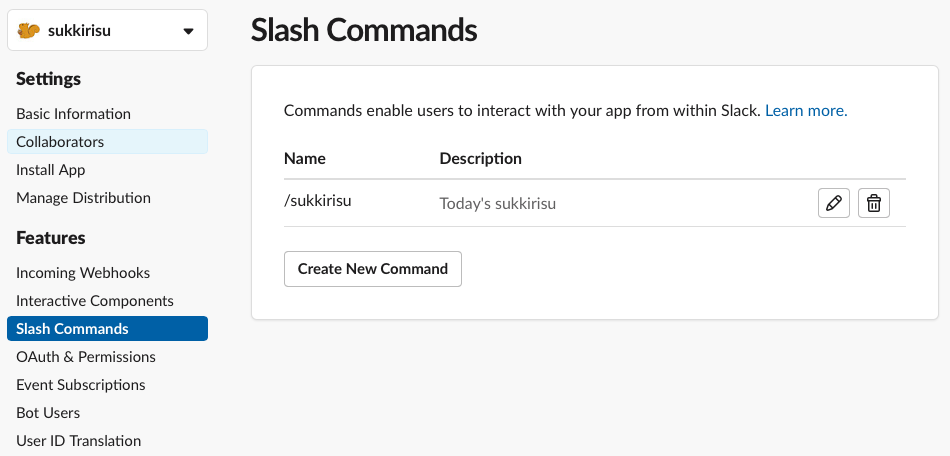 sukkirisu
Settings
Basic Information
Collaborators
Install App
Manage Distribution
Features
Incoming Webhooks
Interactive Components
Slash Commands
OAuth & Permissions
Event Subscriptions
Bot Users
User ID Translation
Slash Commands
Commands enable users to interact with your app from within Slack. Learn more.
Name Description
/sukkirisu Today's sukkirisu
Create New Command